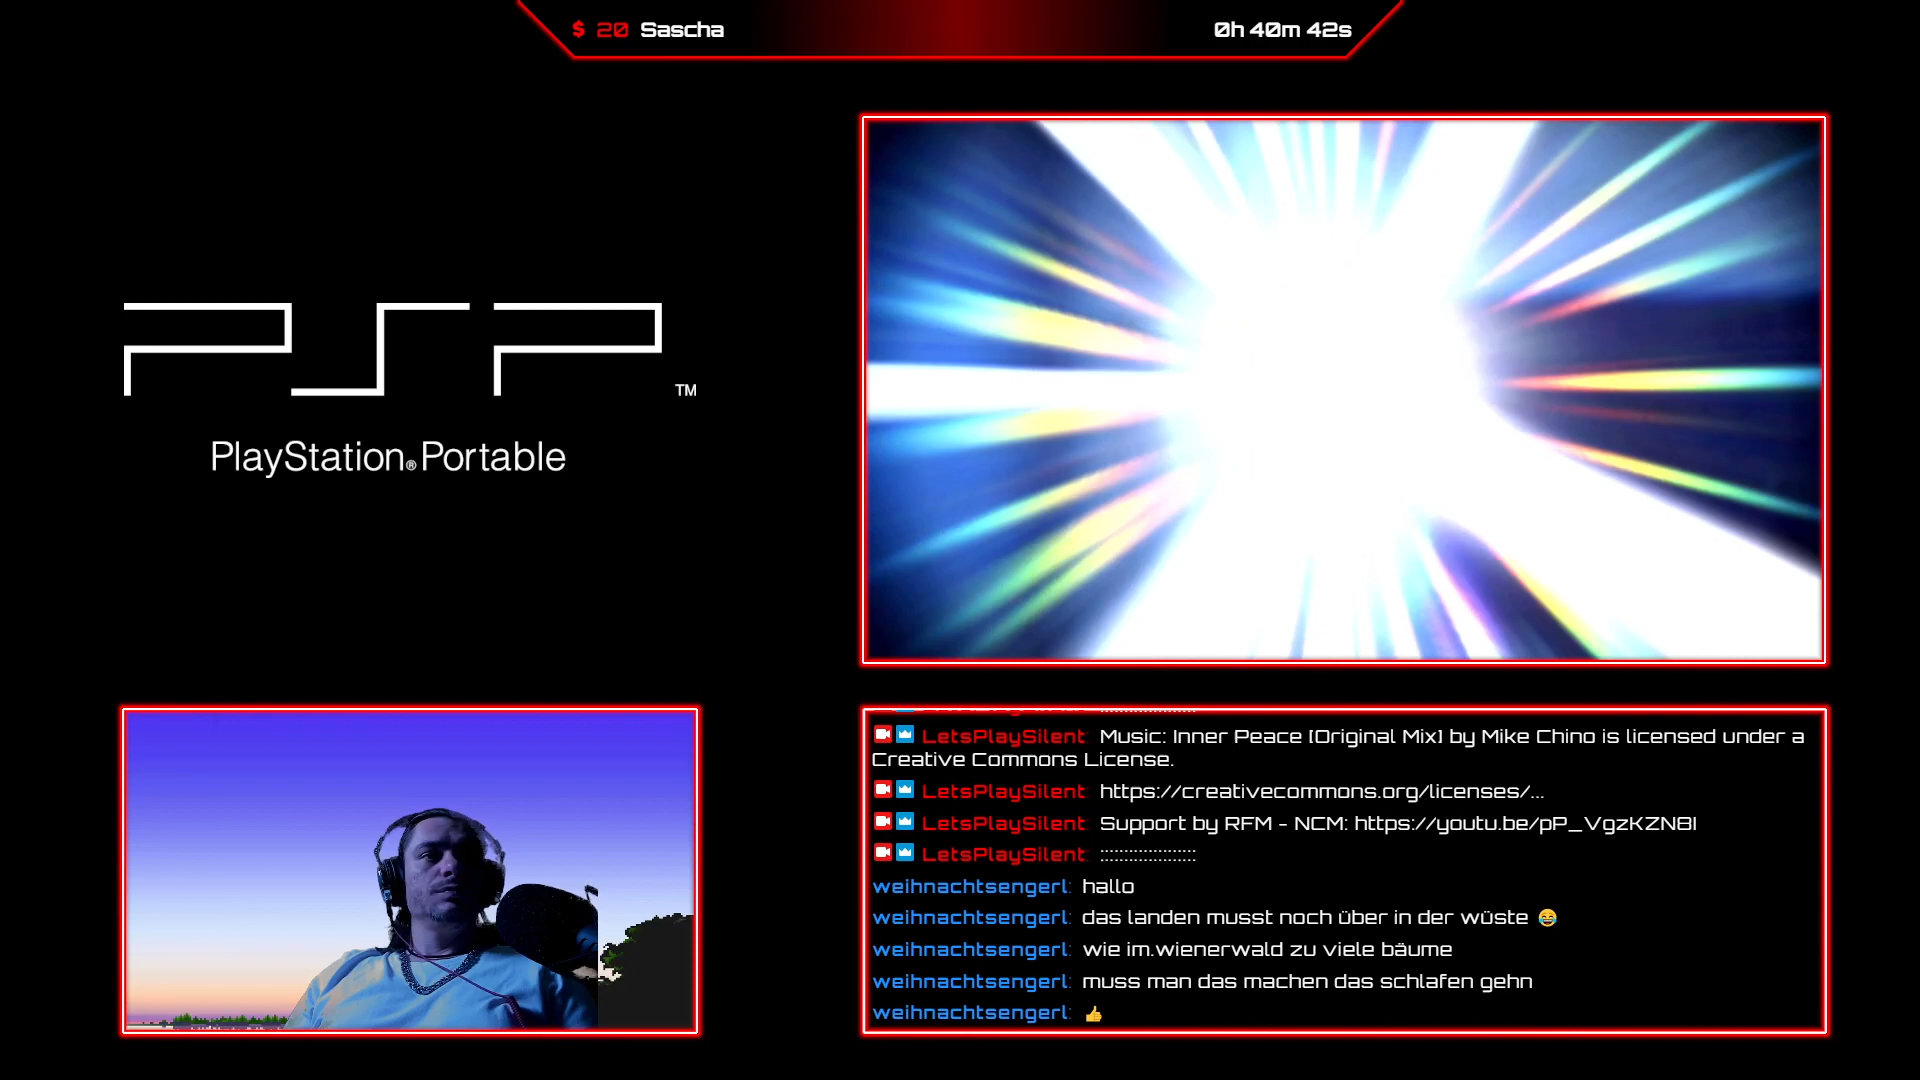 $ 20 Sascha
0h 40m 42s
PSP
TM
PlayStation® Portable
LetsPlaySilent: Music: Inner Peace [Original Mix] by Mike Chino is licensed under a
Creative Commons License.
LetsPlaySilent: https://creativecommons.org/licenses/...
LetsPlaySilent: Support by RFM - NCM: https://youtu.be/pP_VgzKZN8I
LetsPlaySilent: ::::::::::::::::::::
weihnachtsengerl: hallo
weihnachtsengerl: das landen musst noch über in der wüste 😂
weihnachtsengerl: wie im.wienerwald zu viele bäume
weihnachtsengerl: muss man das machen das schlafen gehn
weihnachtsengerl: 👍